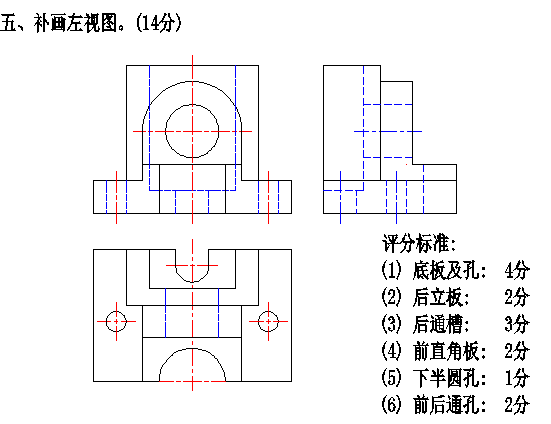 五、补画左视图。(14分)
评分标准:
(1) 底板及孔: 4分
(2) 后立板: 2分
(3) 后通槽: 3分
(4) 前直角板: 2分
(5) 下半圆孔: 1分
(6) 前后通孔: 2分